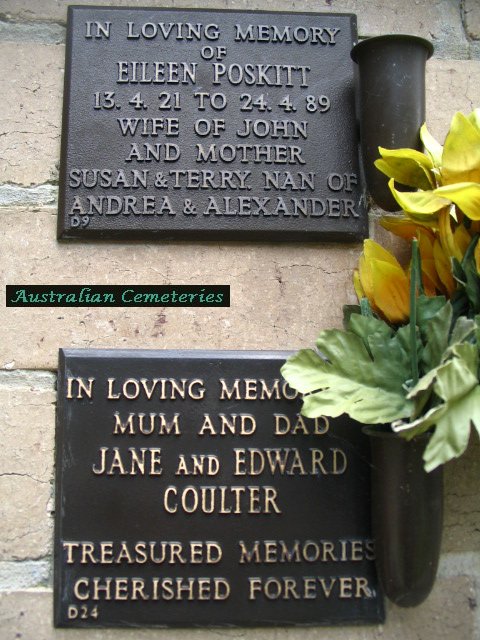 IN LOVING MEMORY
OF
EILEEN POSKITT
13. 4. 21 TO 24. 4. 89
WIFE OF JOHN
AND MOTHER
SUSAN & TERRY. NAN OF
ANDREA & ALEXANDER
D9
Australian Cemeteries
IN LOVING MEMOR
MUM AND DAD
JANE AND EDWARD
COULTER
TREASURED MEMORIES
CHERISHED FOREVER
D24